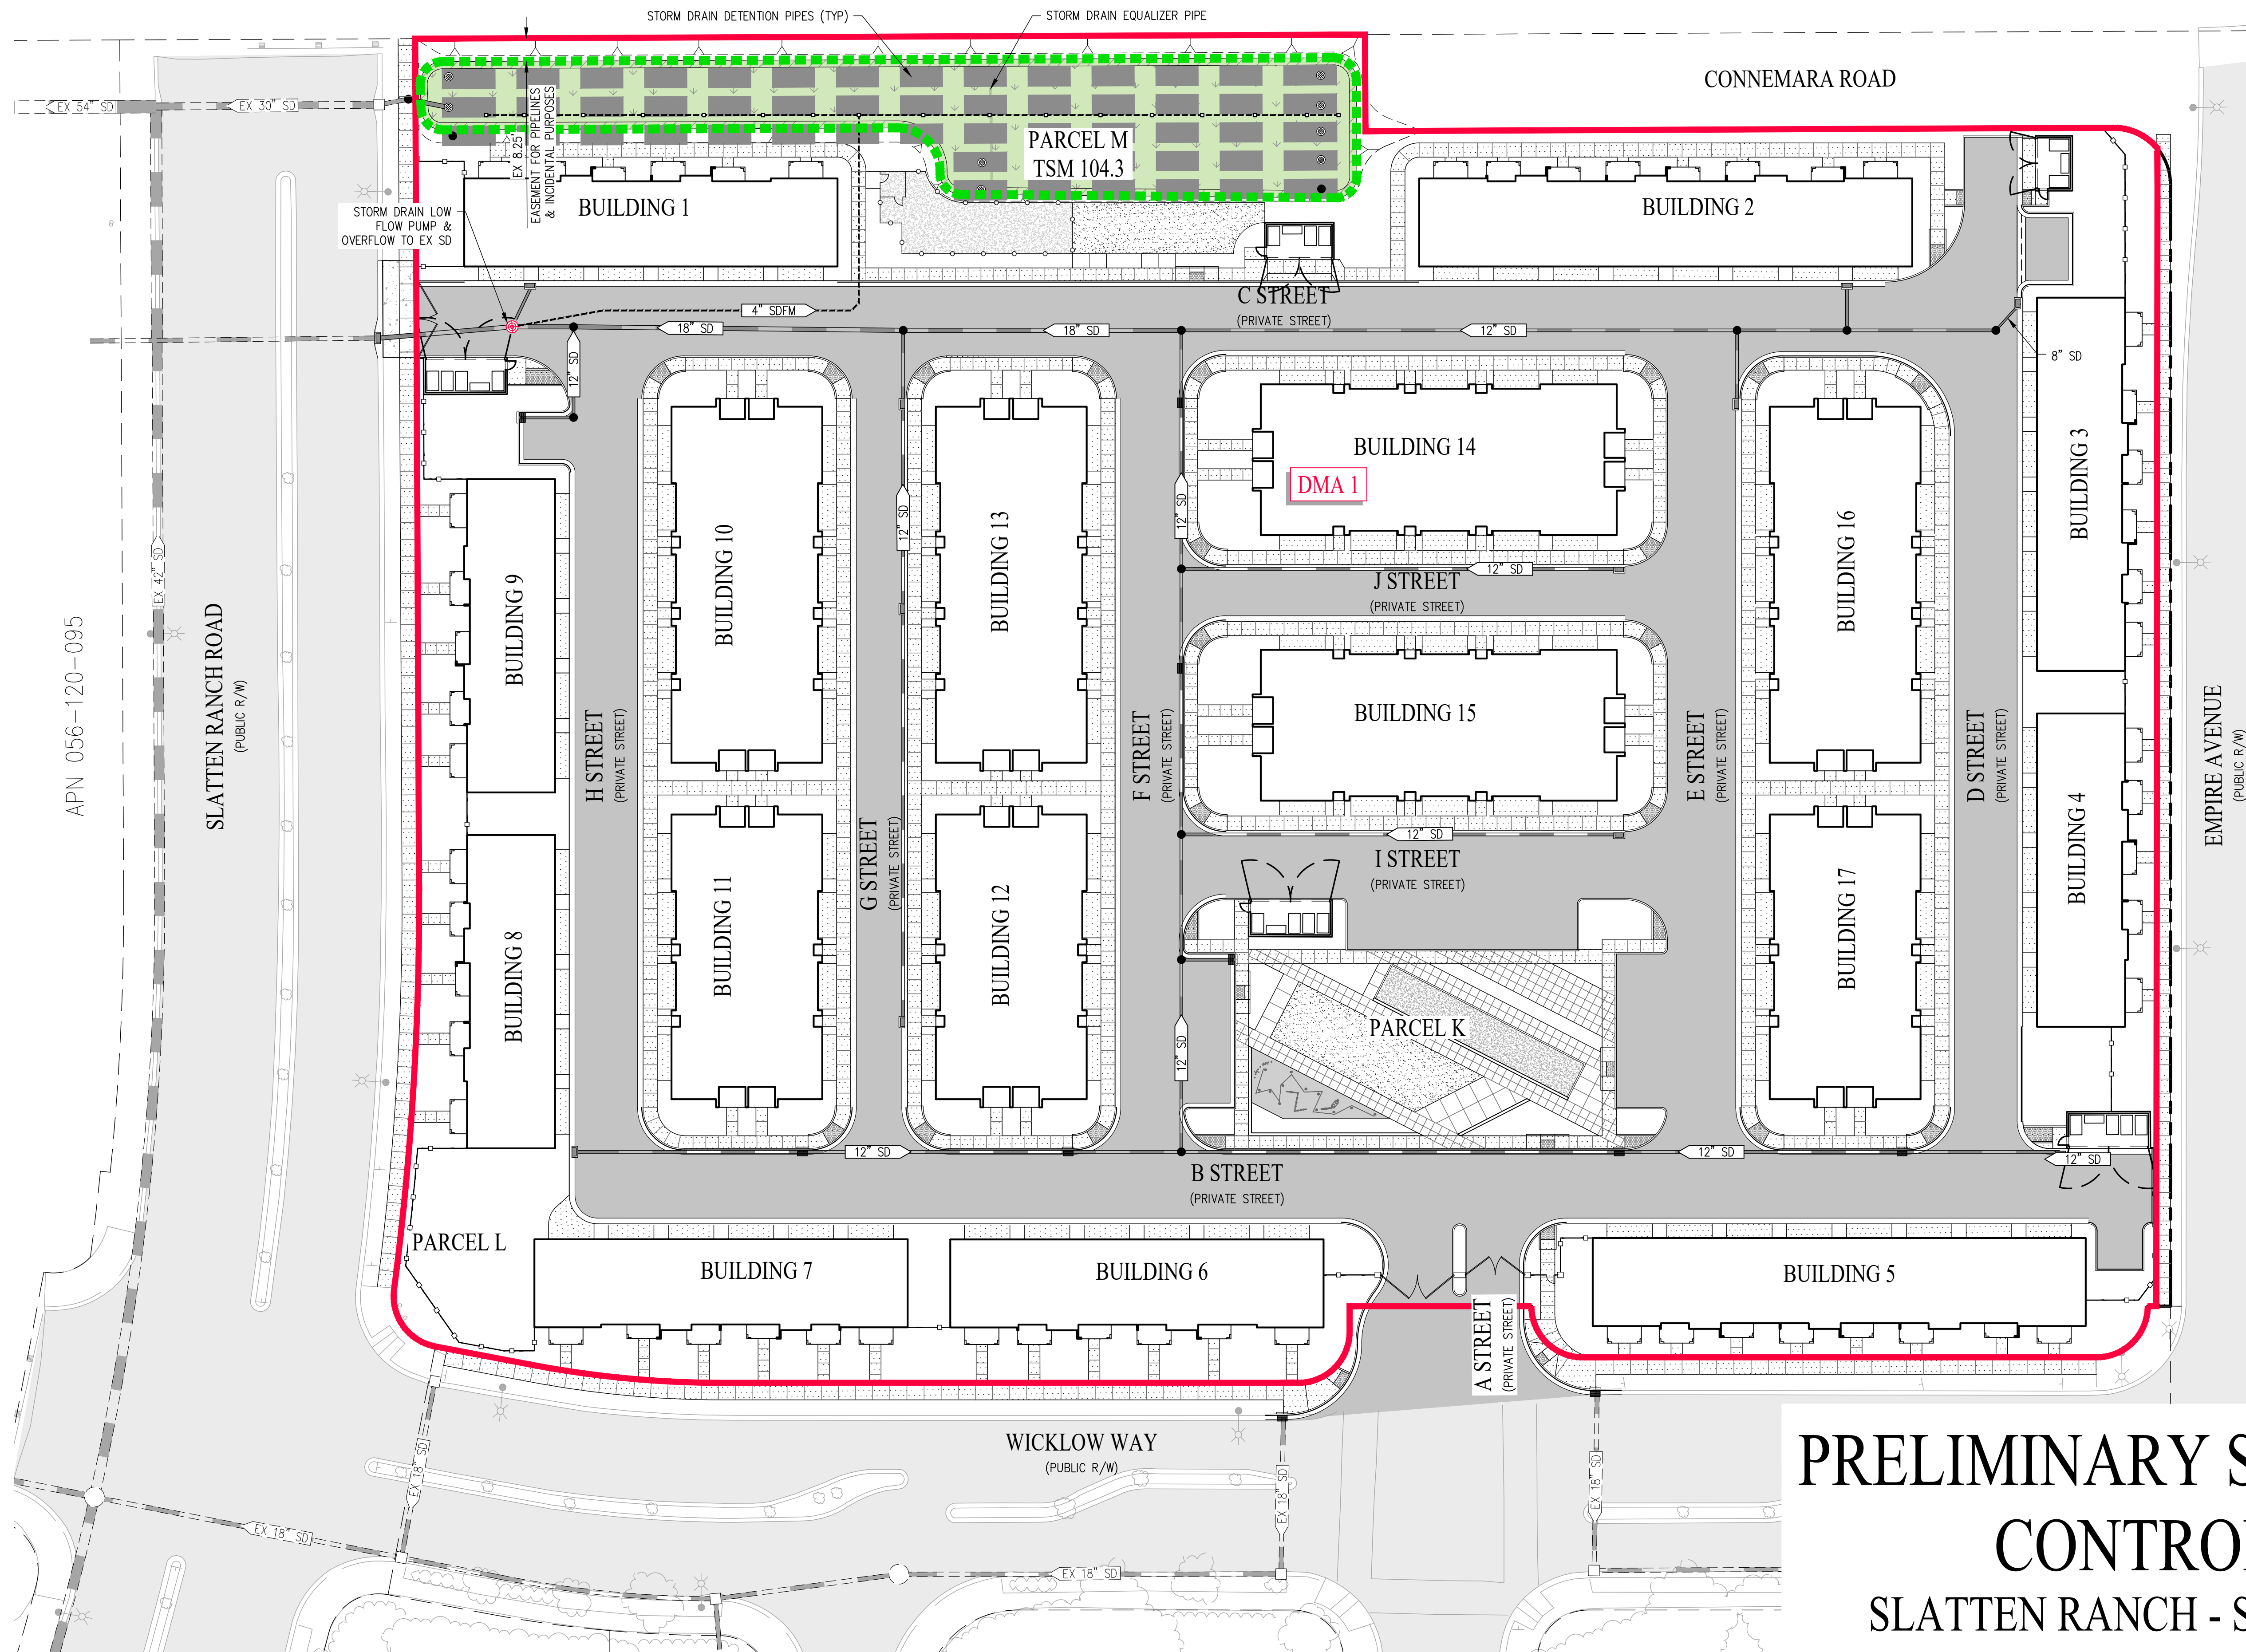 STORM DRAIN DETENTION PIPES (TYP)
STORM DRAIN EQUALIZER PIPE
CONNEMARA ROAD
EX 54" SD
EX 30" SD
EX 8.25'
EASEMENT FOR PIPELINES
& INCIDENTAL PURPOSES
PARCEL M
TSM 104.3
BUILDING 1
BUILDING 2
STORM DRAIN LOW
FLOW PUMP &
OVERFLOW TO EX SD
C STREET
(PRIVATE STREET)
4" SDFM
18" SD
18" SD
12" SD
8" SD
12" SD
BUILDING 14
DMA 1
BUILDING 3
BUILDING 10
BUILDING 13
BUILDING 16
12" SD
12" SD
EX 42" SD
BUILDING 9
J STREET
(PRIVATE STREET)
12" SD
APN 056-120-095
SLATTEN RANCH ROAD
(PUBLIC R/W)
H STREET
(PRIVATE STREET)
F STREET
(PRIVATE STREET)
BUILDING 15
E STREET
(PRIVATE STREET)
D STREET
(PRIVATE STREET)
EMPIRE AVENUE
(PUBLIC R/W)
BUILDING 4
G STREET
(PRIVATE STREET)
12" SD
I STREET
(PRIVATE STREET)
BUILDING 8
BUILDING 11
BUILDING 12
BUILDING 17
PARCEL K
12" SD
12" SD
12" SD
12" SD
B STREET
(PRIVATE STREET)
PARCEL L
BUILDING 7
BUILDING 6
BUILDING 5
A STREET
(PRIVATE STREET)
WICKLOW WAY
(PUBLIC R/W)
EX 18" SD
EX 18" SD
EX 18" SD
EX 18" SD
EX 18" SD
PRELIMINARY S
CONTRO
SLATTEN RANCH - S